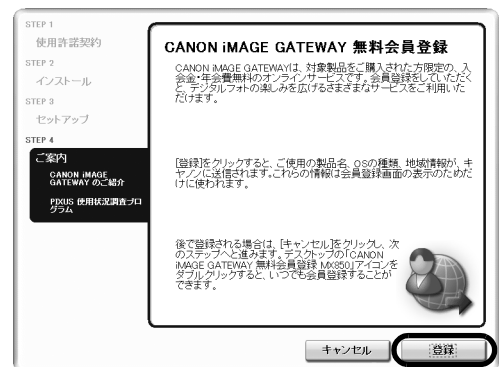 STEP 1
使用許諾契約
STEP 2
インストール
STEP 3
セットアップ
STEP 4
ご案内
CANON iMAGE
GATEWAY のご紹介
PIXUS 使用状況調査プロ
グラム
CANON iMAGE GATEWAY 無料会員登録
CANON iMAGE GATEWAYは、対象製品をご購入された方限定の、入
会金・年会費無料のオンラインサービスです。会員登録をしていただく
と、デジタルフォトの楽しみを広げるさまざまなサービスをご利用いた
だけます。
[登録]をクリックすると、ご使用の製品名、OSの種類、地域情報が、キ
ヤノンに送信されます。これらの情報は会員登録画面の表示のためだ
けに使われます。
後で登録される場合は、[キャンセル]をクリックし、次
のステップへと進みます。デスクトップの「CANON
iMAGE GATEWAY 無料会員登録 MX850」アイコンを
ダブルクリックすると、いつでも会員登録することが
できます。
キャンセル
登録